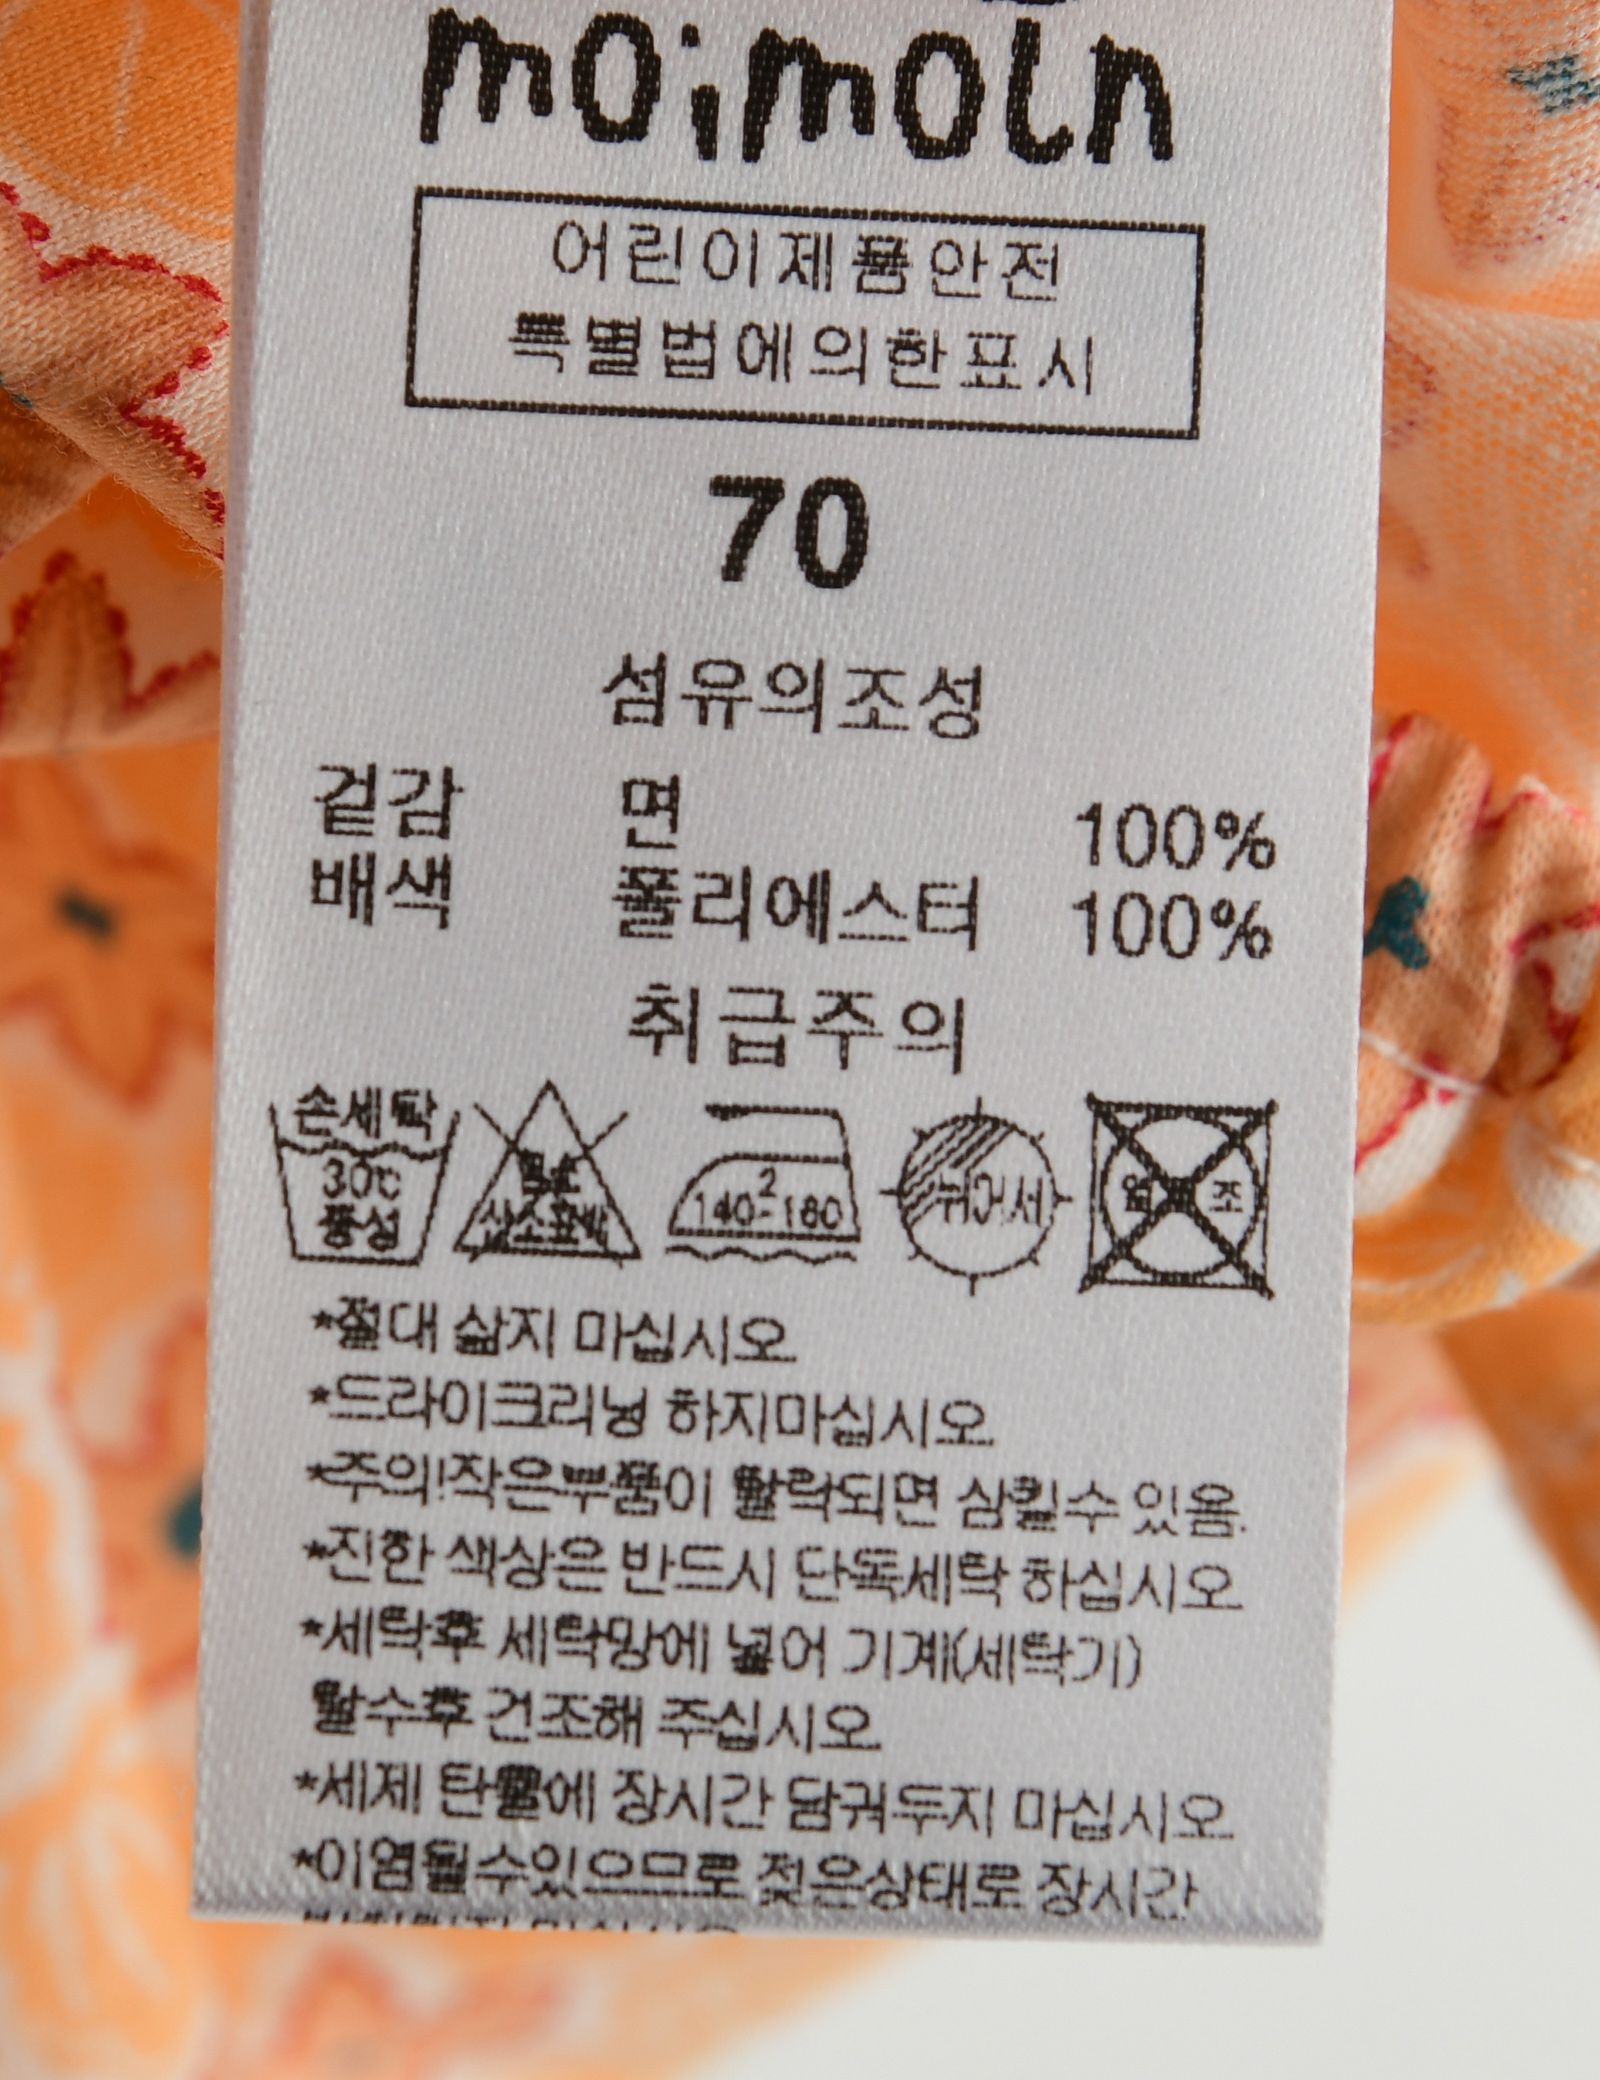 moimoln
어린이제품안전
특별법에의한표시
70
섬유의조성
겉감 면 100%
배색 폴리에스터 100%
취급주의
손세탁
30℃
중성
염소
산소표백
2
140-160
뉘어서
조
*절대 삶지 마십시오
*드라이크리닝 하지마십시오
*주의!작은부품이 탈락되면 삼킬수 있음.
*진한 색상은 반드시 단독세탁 하십시오
*세탁후 세탁망에 넣어 기계(세탁기)
탈수후 건조해 주십시오
*세제 탄물에 장시간 담궈두지 마십시오
*이염될수있으므로 젖은상태로 장시간